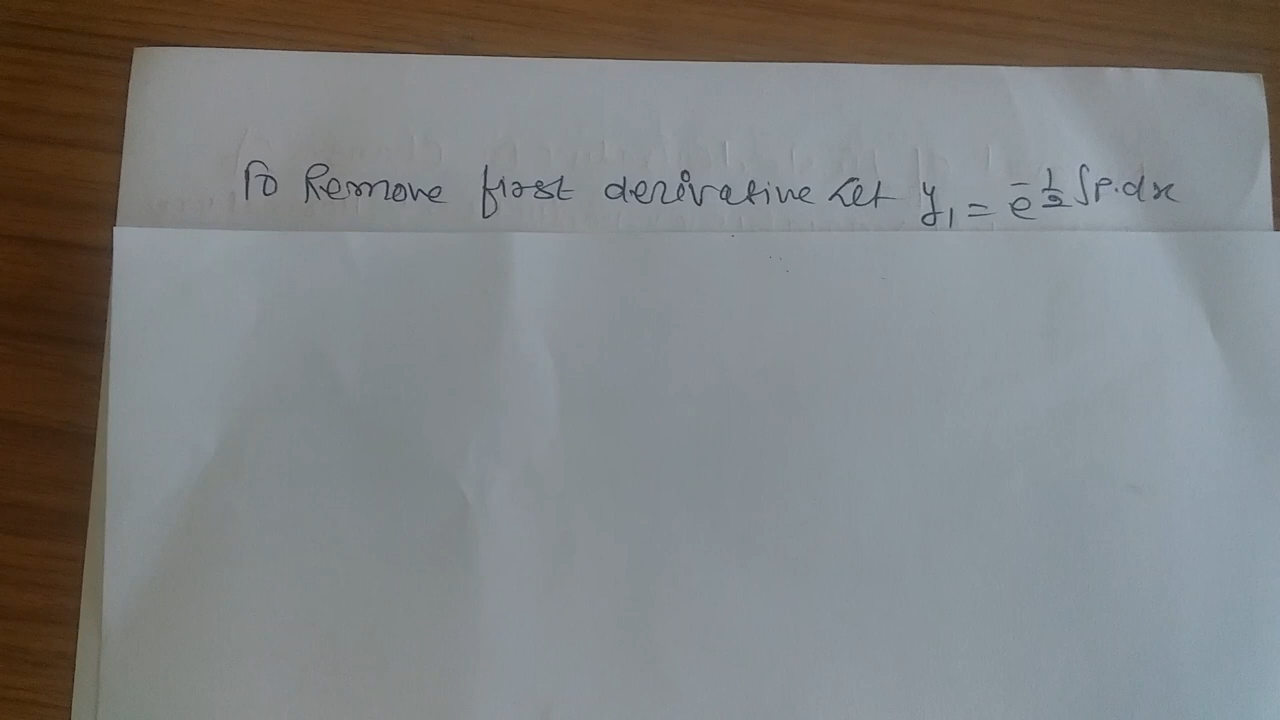 To Remove first derivative Let y₁ = e^{-½ ∫P.dx}